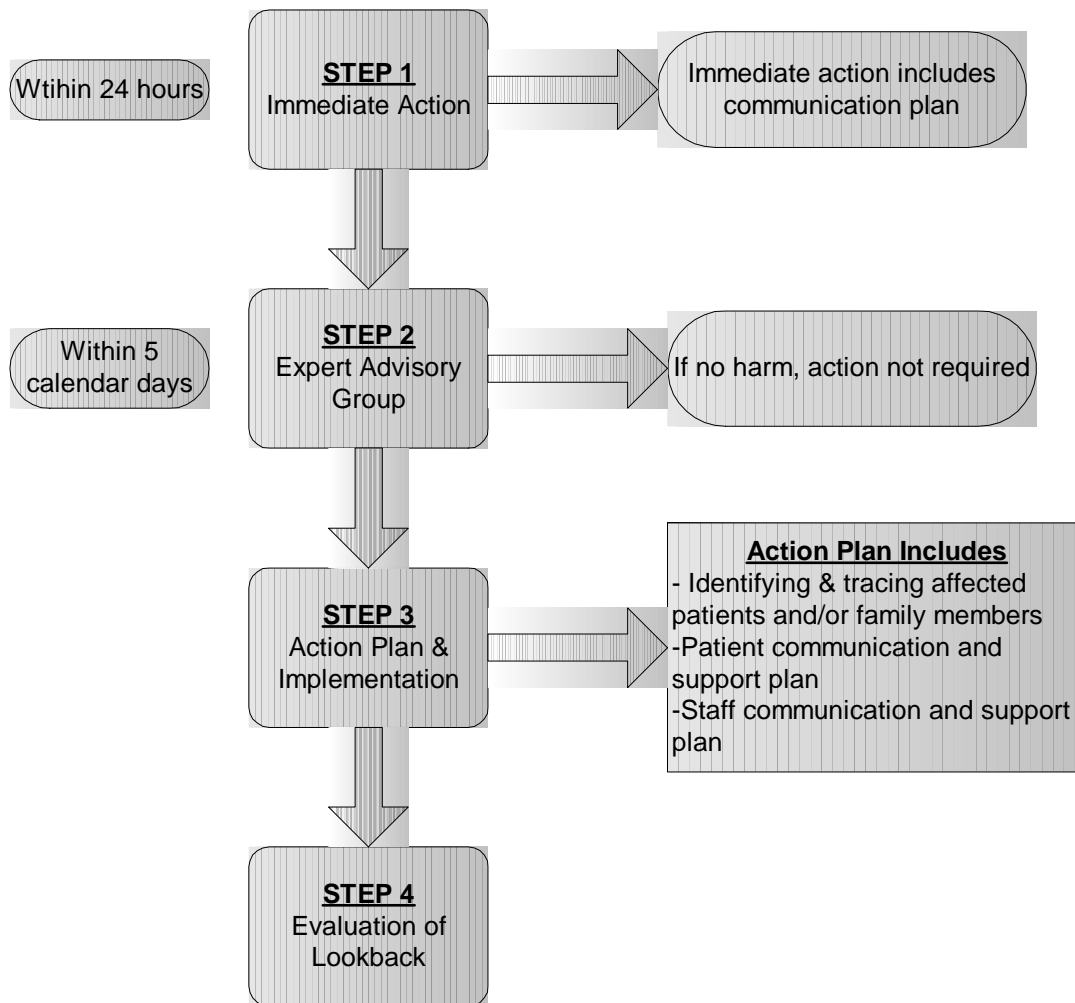 Wtihin 24 hours
STEP 1
Immediate Action
Immediate action includes
communication plan
Within 5
calendar days
STEP 2
Expert Advisory
Group
If no harm, action not required
STEP 3
Action Plan &
Implementation
Action Plan Includes
- Identifying & tracing affected
patients and/or family members
-Patient communication and
support plan
-Staff communication and support
plan
STEP 4
Evaluation of
Lookback